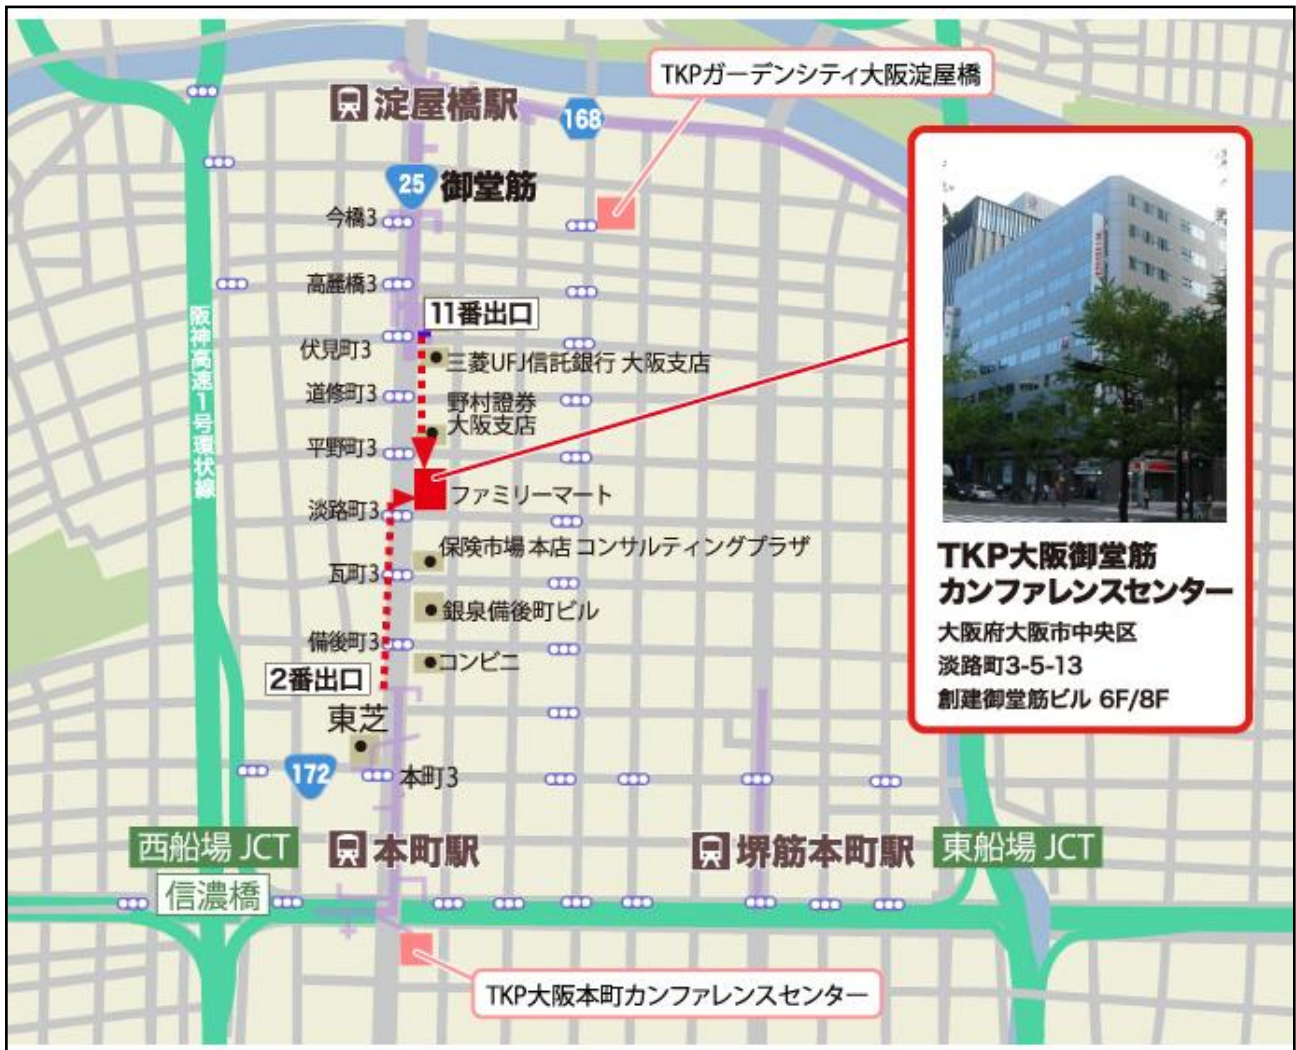 TKPガーデンシティ大阪淀屋橋
淀屋橋駅
168
25
御堂筋
今橋3
高麗橋3
11番出口
伏見町3
三菱UFJ信託銀行 大阪支店
道修町3
野村證券
大阪支店
平野町3
ファミリーマート
淡路町3
保険市場 本店 コンサルティングプラザ
瓦町3
銀泉備後町ビル
備後町3
コンビニ
2番出口
東芝
172
本町3
阪神高速1号環状線
TKP大阪御堂筋
カンファレンスセンター
大阪府大阪市中央区
淡路町3-5-13
創建御堂筋ビル 6F/8F
西船場 JCT
本町駅
堺筋本町駅
東船場 JCT
信濃橋
TKP大阪本町カンファレンスセンター